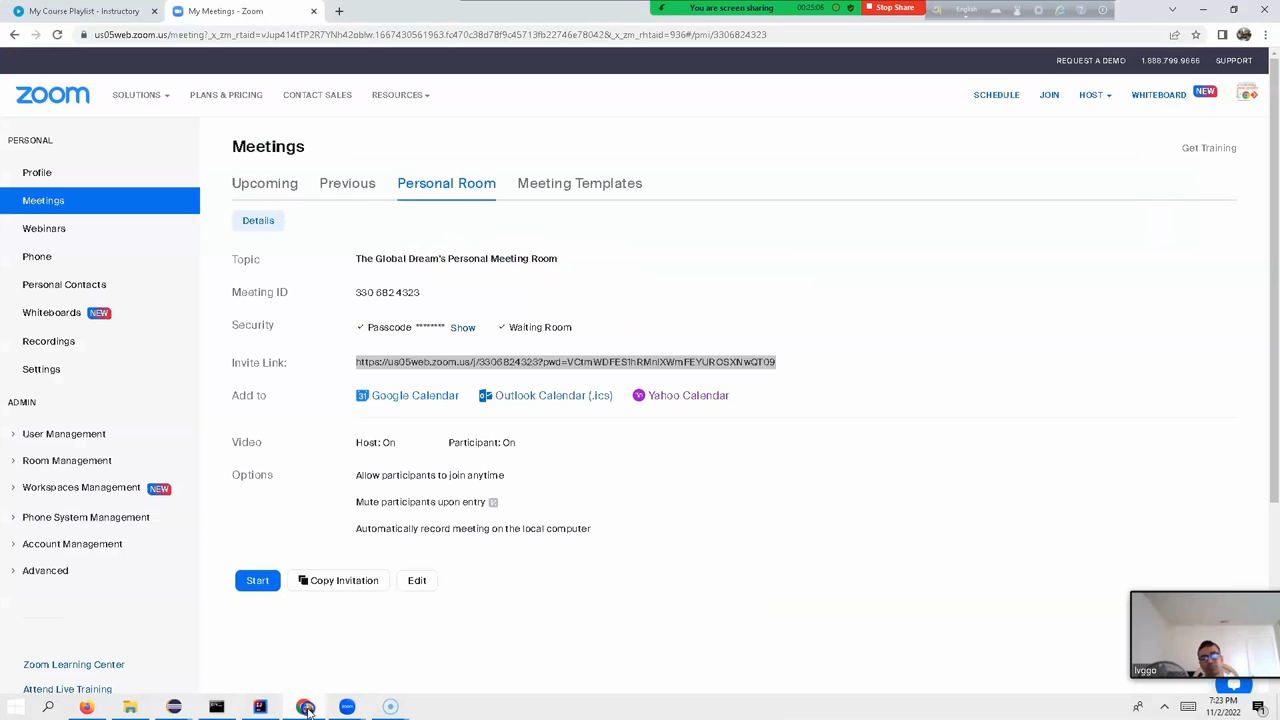 My Course Playlist - Instructory
My Meetings - Zoom
You are screen sharing
00:25:06
Stop Share
English
REQUEST A DEMO 1.888.799.9666 SUPPORT
zoom
SOLUTIONS PLANS & PRICING CONTACT SALES RESOURCES
SCHEDULE JOIN HOST WHITEBOARD NEW
PERSONAL
Profile
Meetings
Webinars
Phone
Personal Contacts
Whiteboards NEW
Recordings
Settings
ADMIN
User Management
Room Management
Workspaces Management NEW
Phone System Management
Account Management
Advanced
Zoom Learning Center
Attend Live Training
Meetings
Get Training
Upcoming Previous Personal Room Meeting Templates
Details
Topic The Global Dream's Personal Meeting Room
Meeting ID 330 682 4323
Security Passcode ******** Show Waiting Room
Invite Link:
Add to Google Calendar Outlook Calendar (.ics) Yahoo Calendar
Video Host: On Participant: On
Options Allow participants to join anytime
Mute participants upon entry
Automatically record meeting on the local computer
Start Copy Invitation Edit
lvggo
7:23 PM
11/2/2022